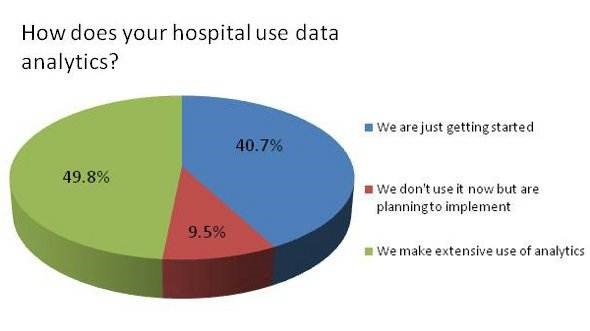 How does your hospital use data
analytics?
40.7%
49.8%
9.5%
We are just getting started
We don't use it now but are
planning to implement
We make extensive use of analytics